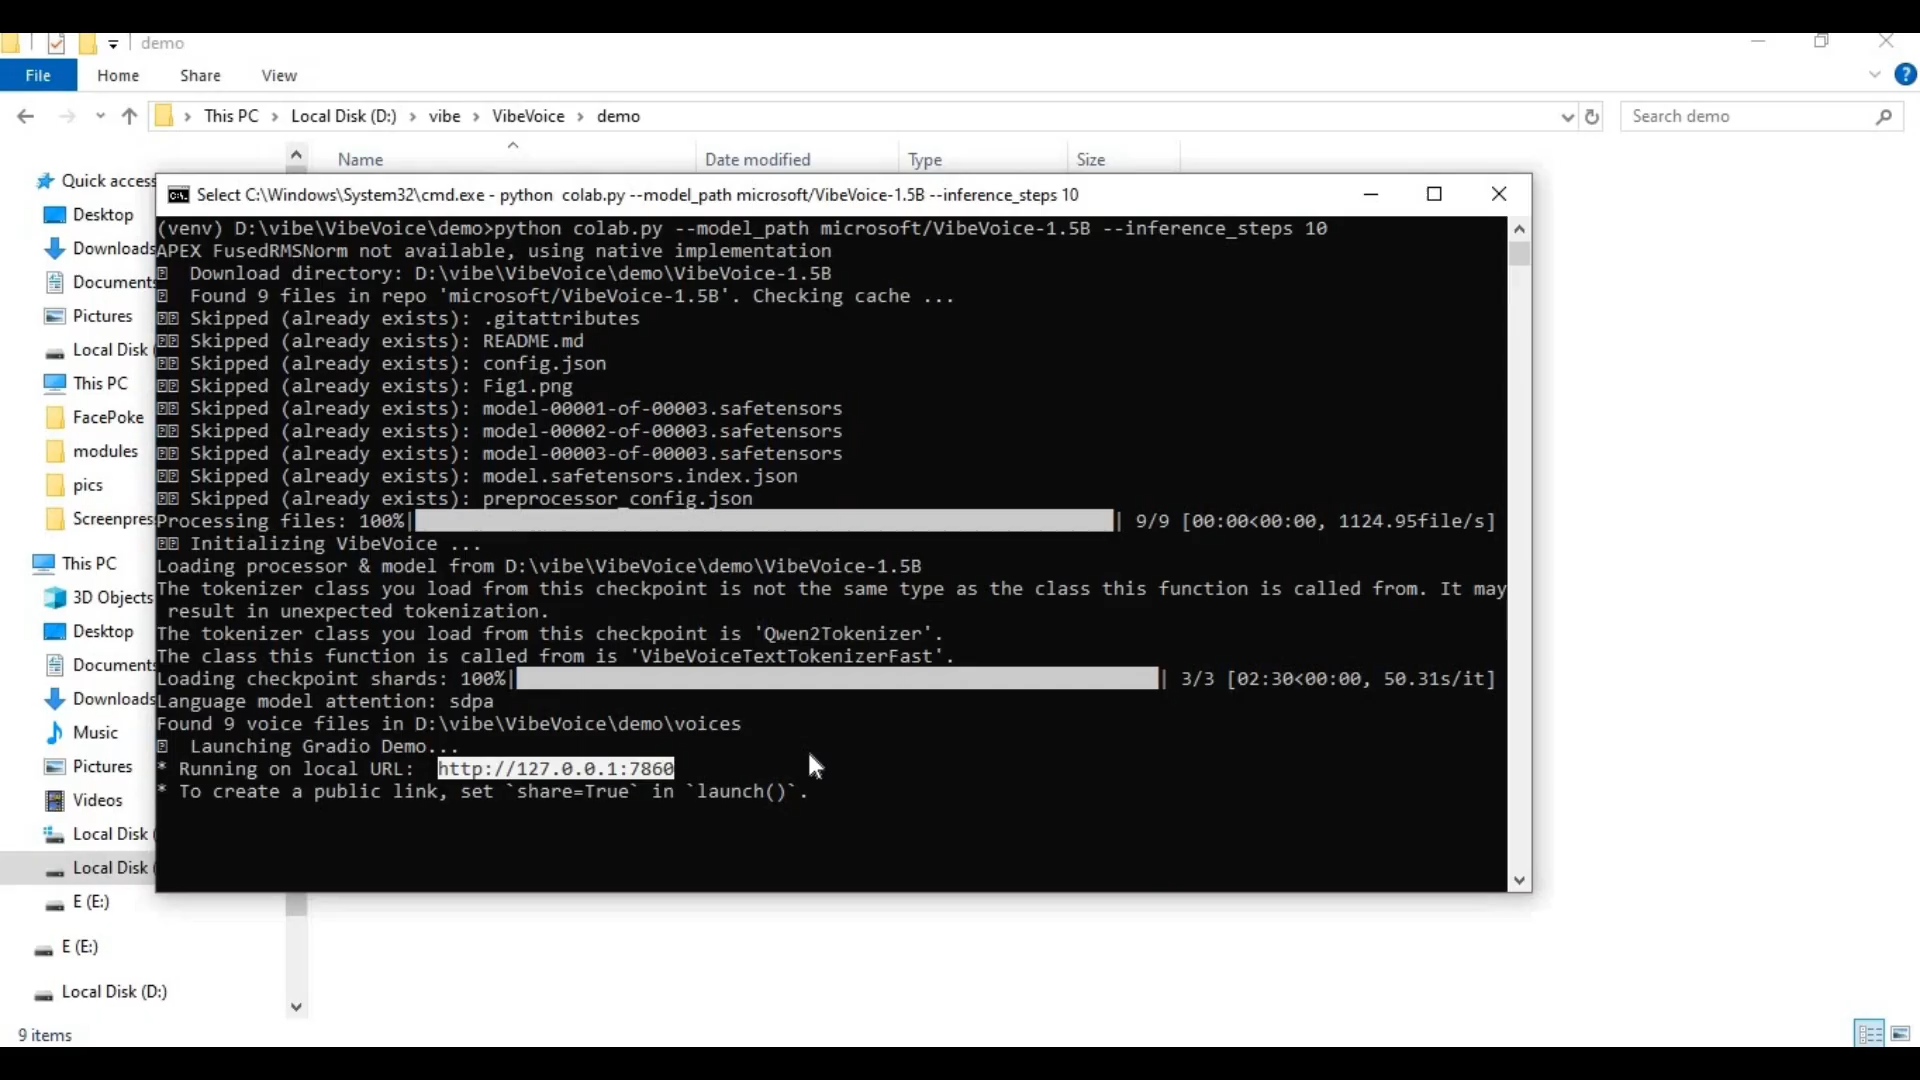 demo
File Home Share View
This PC Local Disk (D:) vibe VibeVoice demo Search demo
Name Date modified Type Size
Quick access
Desktop
Downloads
Document
Pictures
Local Disk (
This PC
FacePoke
modules
pics
Screenpres
This PC
3D Objects
Desktop
Document
Downloads
Music
Pictures
Videos
Local Disk (
Local Disk (
E (E:)
E (E:)
Local Disk (D:)
9 items
Select C:\Windows\System32\cmd.exe - python colab.py --model_path microsoft/VibeVoice-1.5B --inference_steps 10
(venv) D:\vibe\VibeVoice\demo>python colab.py --model_path microsoft/VibeVoice-1.5B --inference_steps 10
APEX FusedRMSNorm not available, using native implementation
Download directory: D:\vibe\VibeVoice\demo\VibeVoice-1.5B
Found 9 files in repo 'microsoft/VibeVoice-1.5B'. Checking cache ...
Skipped (already exists): .gitattributes
Skipped (already exists): README.md
Skipped (already exists): config.json
Skipped (already exists): Fig1.png
Skipped (already exists): model-00001-of-00003.safetensors
Skipped (already exists): model-00002-of-00003.safetensors
Skipped (already exists): model-00003-of-00003.safetensors
Skipped (already exists): model.safetensors.index.json
Skipped (already exists): preprocessor_config.json
Processing files: 100%| | 9/9 [00:00<00:00, 1124.95file/s]
Initializing VibeVoice ...
Loading processor & model from D:\vibe\VibeVoice\demo\VibeVoice-1.5B
The tokenizer class you load from this checkpoint is not the same type as the class this function is called from. It may
result in unexpected tokenization.
The tokenizer class you load from this checkpoint is 'Qwen2Tokenizer'.
The class this function is called from is 'VibeVoiceTextTokenizerFast'.
Loading checkpoint shards: 100%| | 3/3 [02:30<00:00, 50.31s/it]
Language model attention: sdpa
Found 9 voice files in D:\vibe\VibeVoice\demo\voices
Launching Gradio Demo...
* Running on local URL: http://127.0.0.1:7860
* To create a public link, set `share=True` in `launch()`.